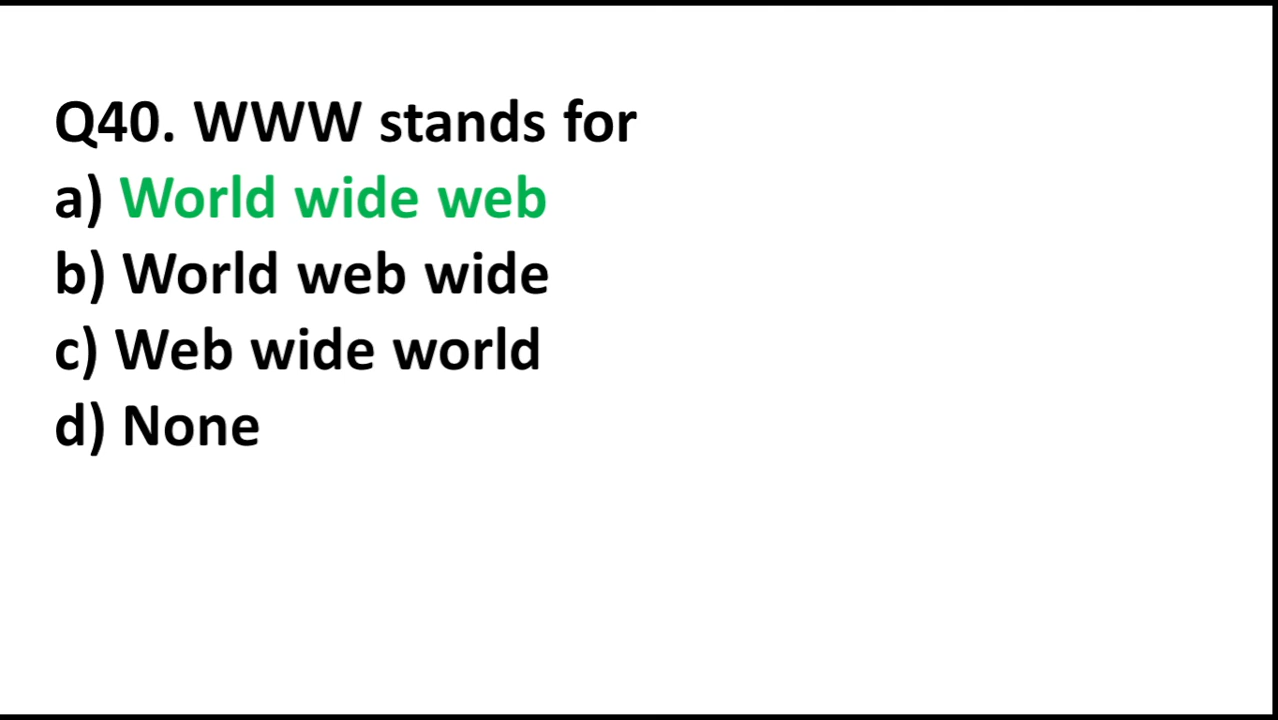 Q40. WWW stands for
a) World wide web
b) World web wide
c) Web wide world
d) None